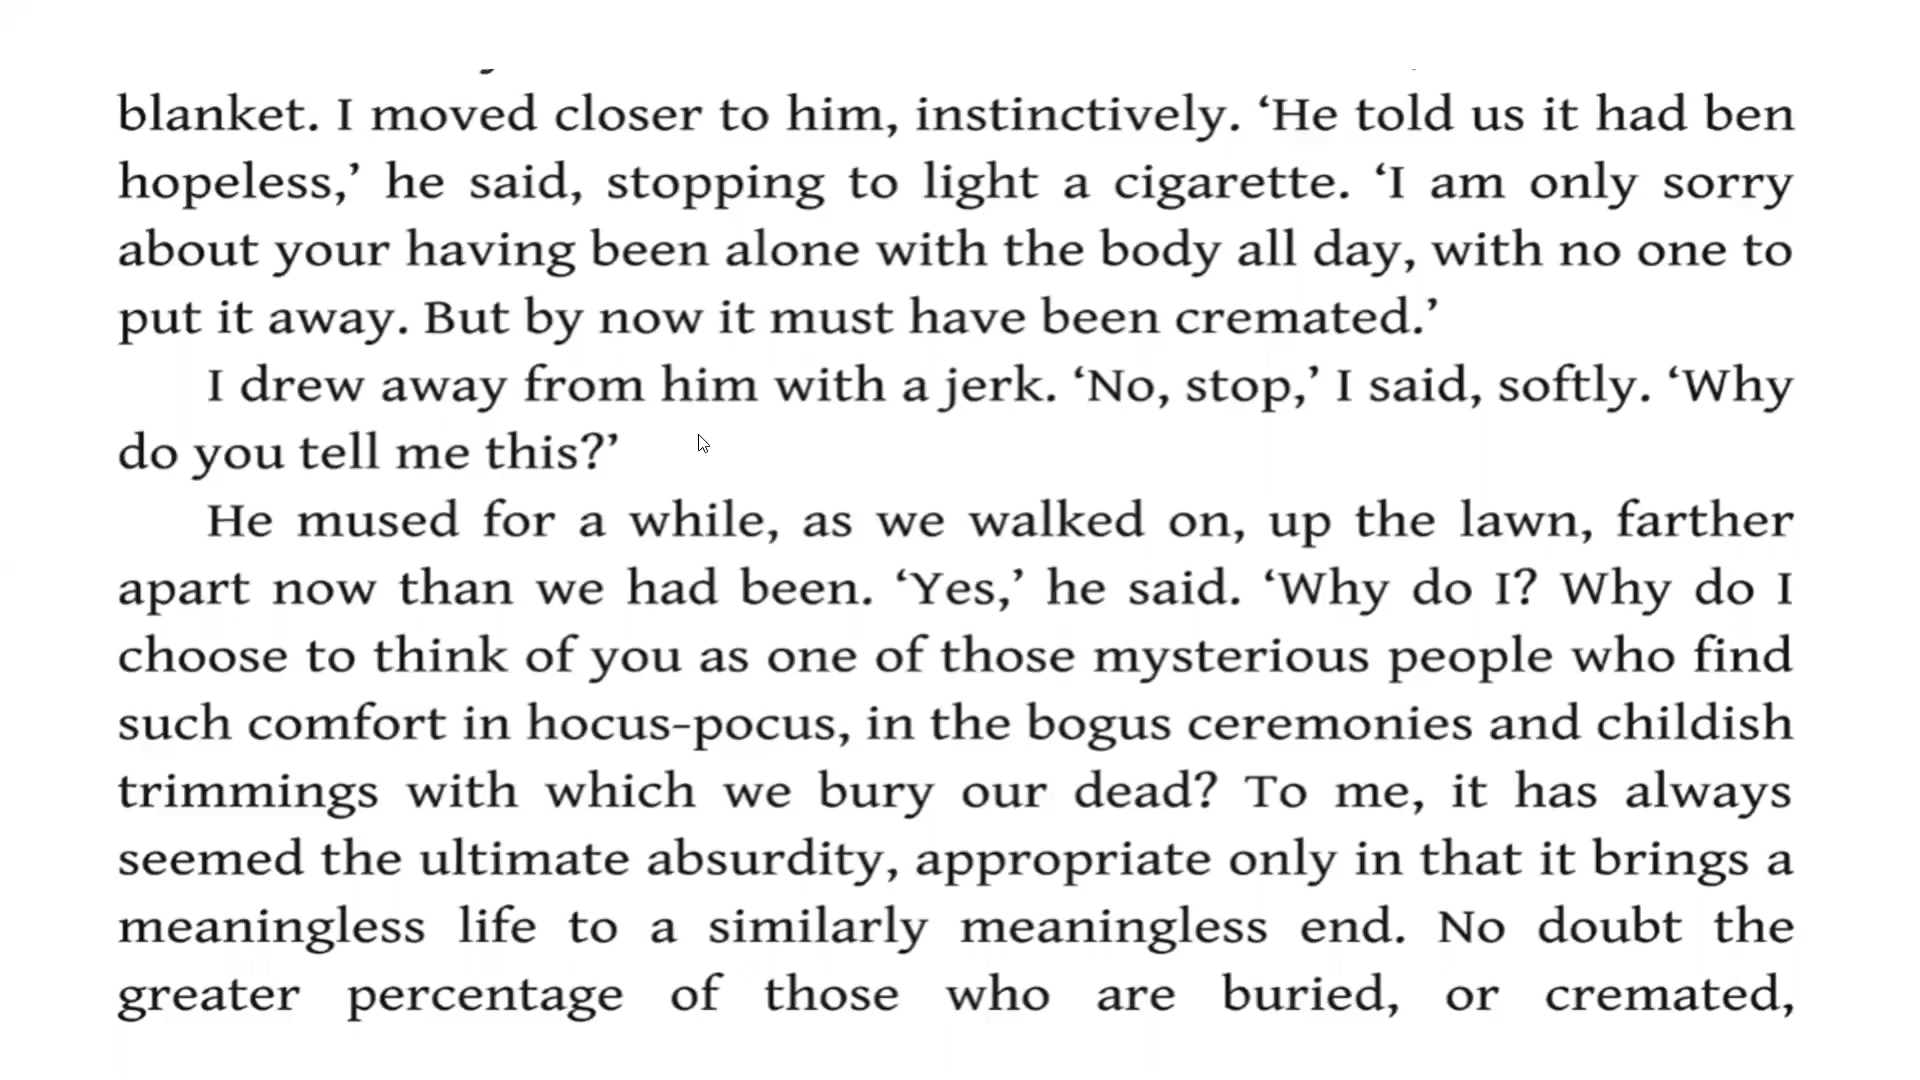 blanket. I moved closer to him, instinctively. ‘He told us it had ben
hopeless,’ he said, stopping to light a cigarette. ‘I am only sorry
about your having been alone with the body all day, with no one to
put it away. But by now it must have been cremated.’
I drew away from him with a jerk. ‘No, stop,’ I said, softly. ‘Why
do you tell me this?’
He mused for a while, as we walked on, up the lawn, farther
apart now than we had been. ‘Yes,’ he said. ‘Why do I? Why do I
choose to think of you as one of those mysterious people who find
such comfort in hocus-pocus, in the bogus ceremonies and childish
trimmings with which we bury our dead? To me, it has always
seemed the ultimate absurdity, appropriate only in that it brings a
meaningless life to a similarly meaningless end. No doubt the
greater percentage of those who are buried, or cremated,